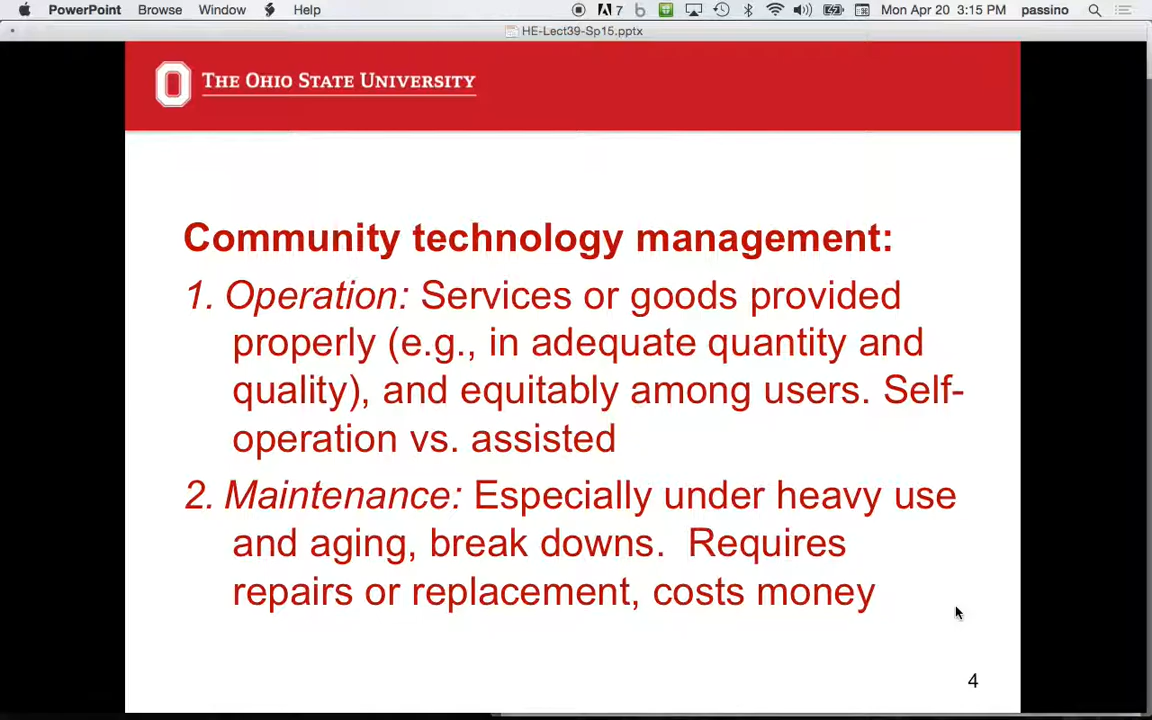 PowerPoint Browse Window Help 7 Mon Apr 20 3:15 PM passino
HE-Lect39-Sp15.pptx
THE OHIO STATE UNIVERSITY
Community technology management:
1. Operation: Services or goods provided
properly (e.g., in adequate quantity and
quality), and equitably among users. Self-
operation vs. assisted
2. Maintenance: Especially under heavy use
and aging, break downs.  Requires
repairs or replacement, costs money
4